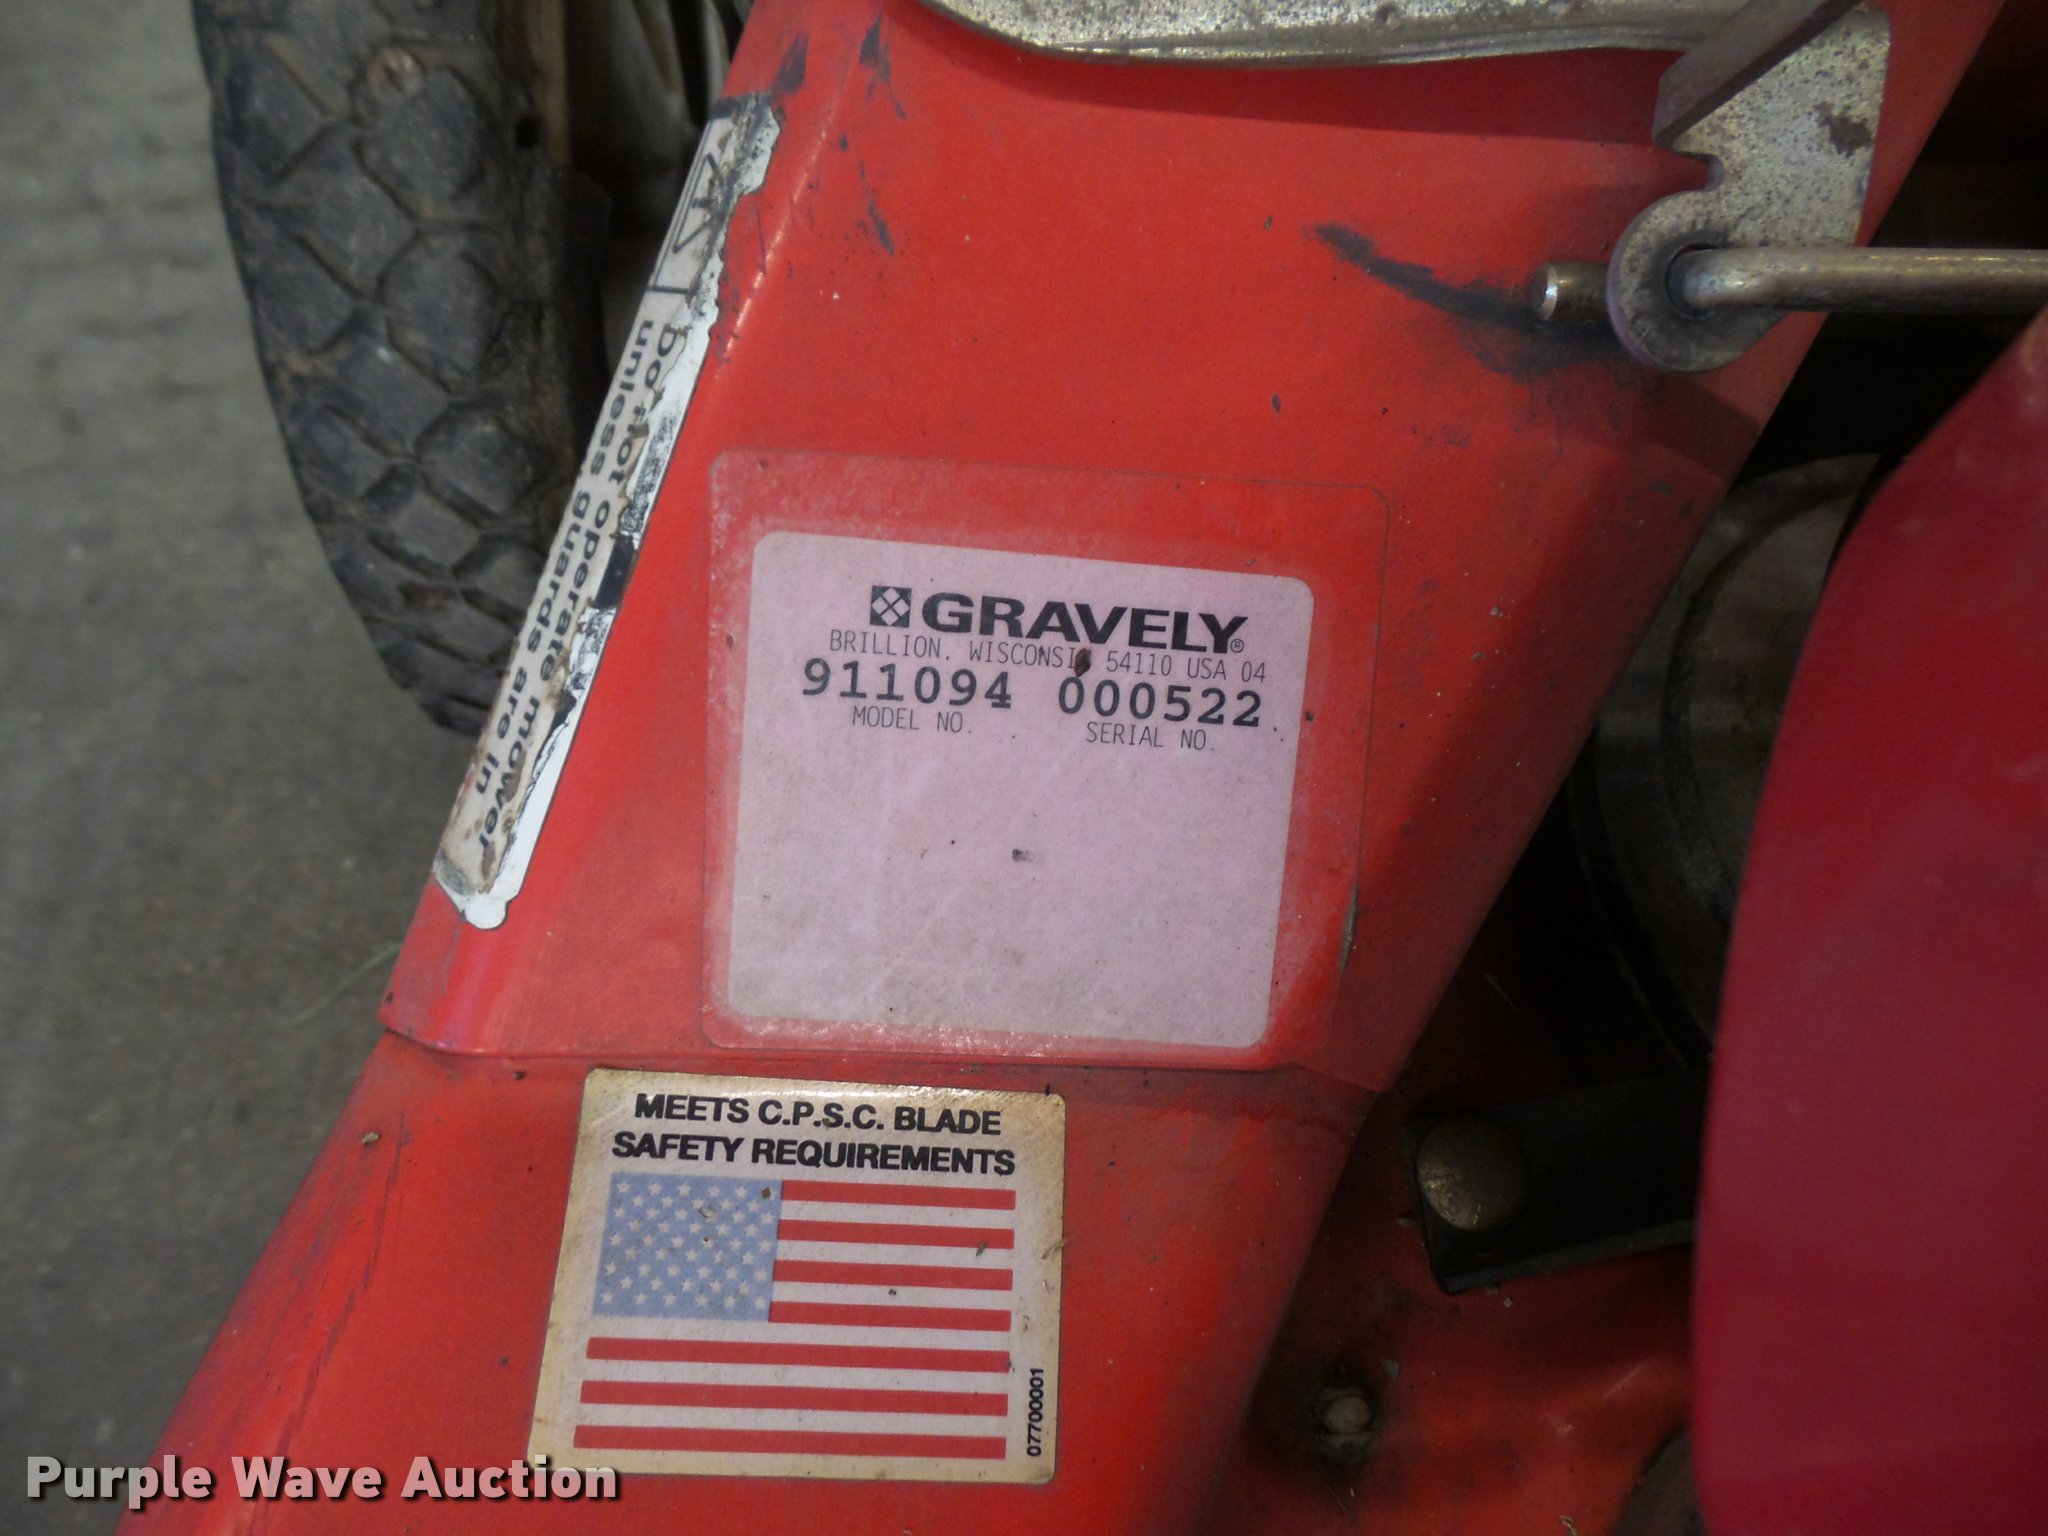 Do not operate mower
unless guards are in
GRAVELY®
BRILLION, WISCONSIN 54110 USA 04
911094 000522
MODEL NO. SERIAL NO.
MEETS C.P.S.C. BLADE
SAFETY REQUIREMENTS
07700001
Purple Wave Auction